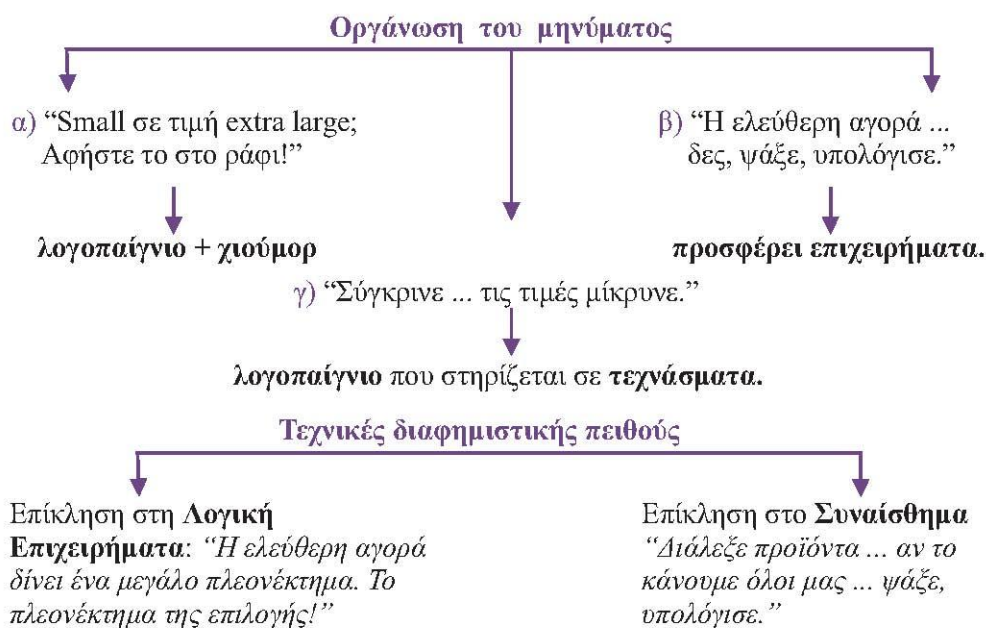 Οργάνωση του μηνύματος
α) “Small σε τιμή extra large;
Αφήστε το στο ράφι!”
λογοπαίγνιο + χιούμορ
β) “Η ελεύθερη αγορά ...
δες, ψάξε, υπολόγισε.”
προσφέρει επιχειρήματα.
γ) “Σύγκρινε ... τις τιμές μίκρυνε.”
λογοπαίγνιο που στηρίζεται σε τεχνάσματα.
Τεχνικές διαφημιστικής πειθούς
Επίκληση στη Λογική
Επιχειρήματα: “Η ελεύθερη αγορά
δίνει ένα μεγάλο πλεονέκτημα. Το
πλεονέκτημα της επιλογής!”
Επίκληση στο Συναίσθημα
“Διάλεξε προϊόντα ... αν το
κάνουμε όλοι μας ... ψάξε,
υπολόγισε.”